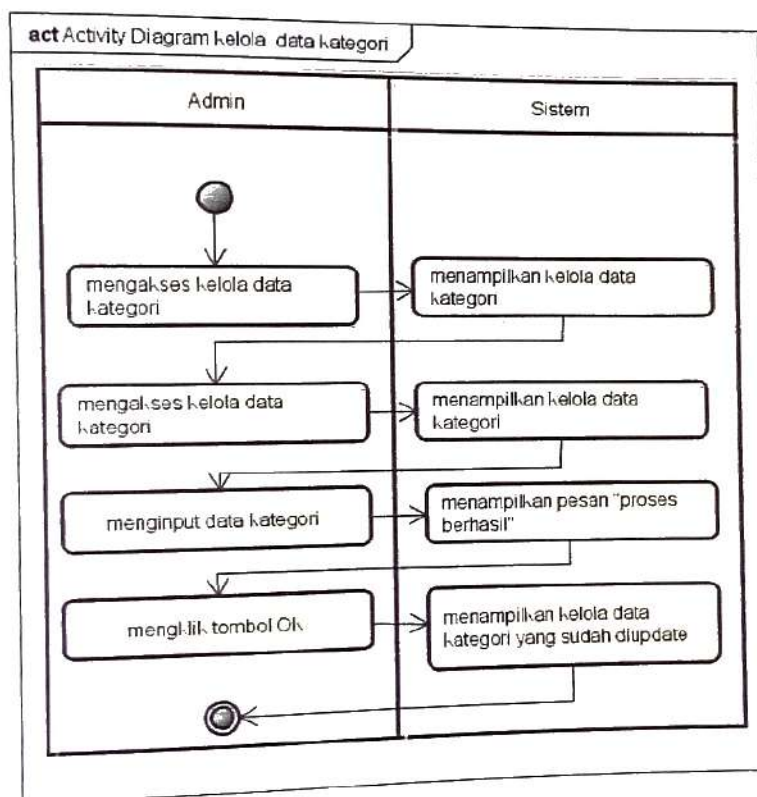 act Activity Diagram kelola data kategori
Admin
Sistem
mengakses kelola data
kategori
menampilkan kelola data
kategori
mengakses kelola data
kategori
menampilkan kelola data
kategori
menginput data kategori
menampilkan pesan "proses
berhasil"
mengklik tombol Ok
menampilkan kelola data
kategori yang sudah diupdate